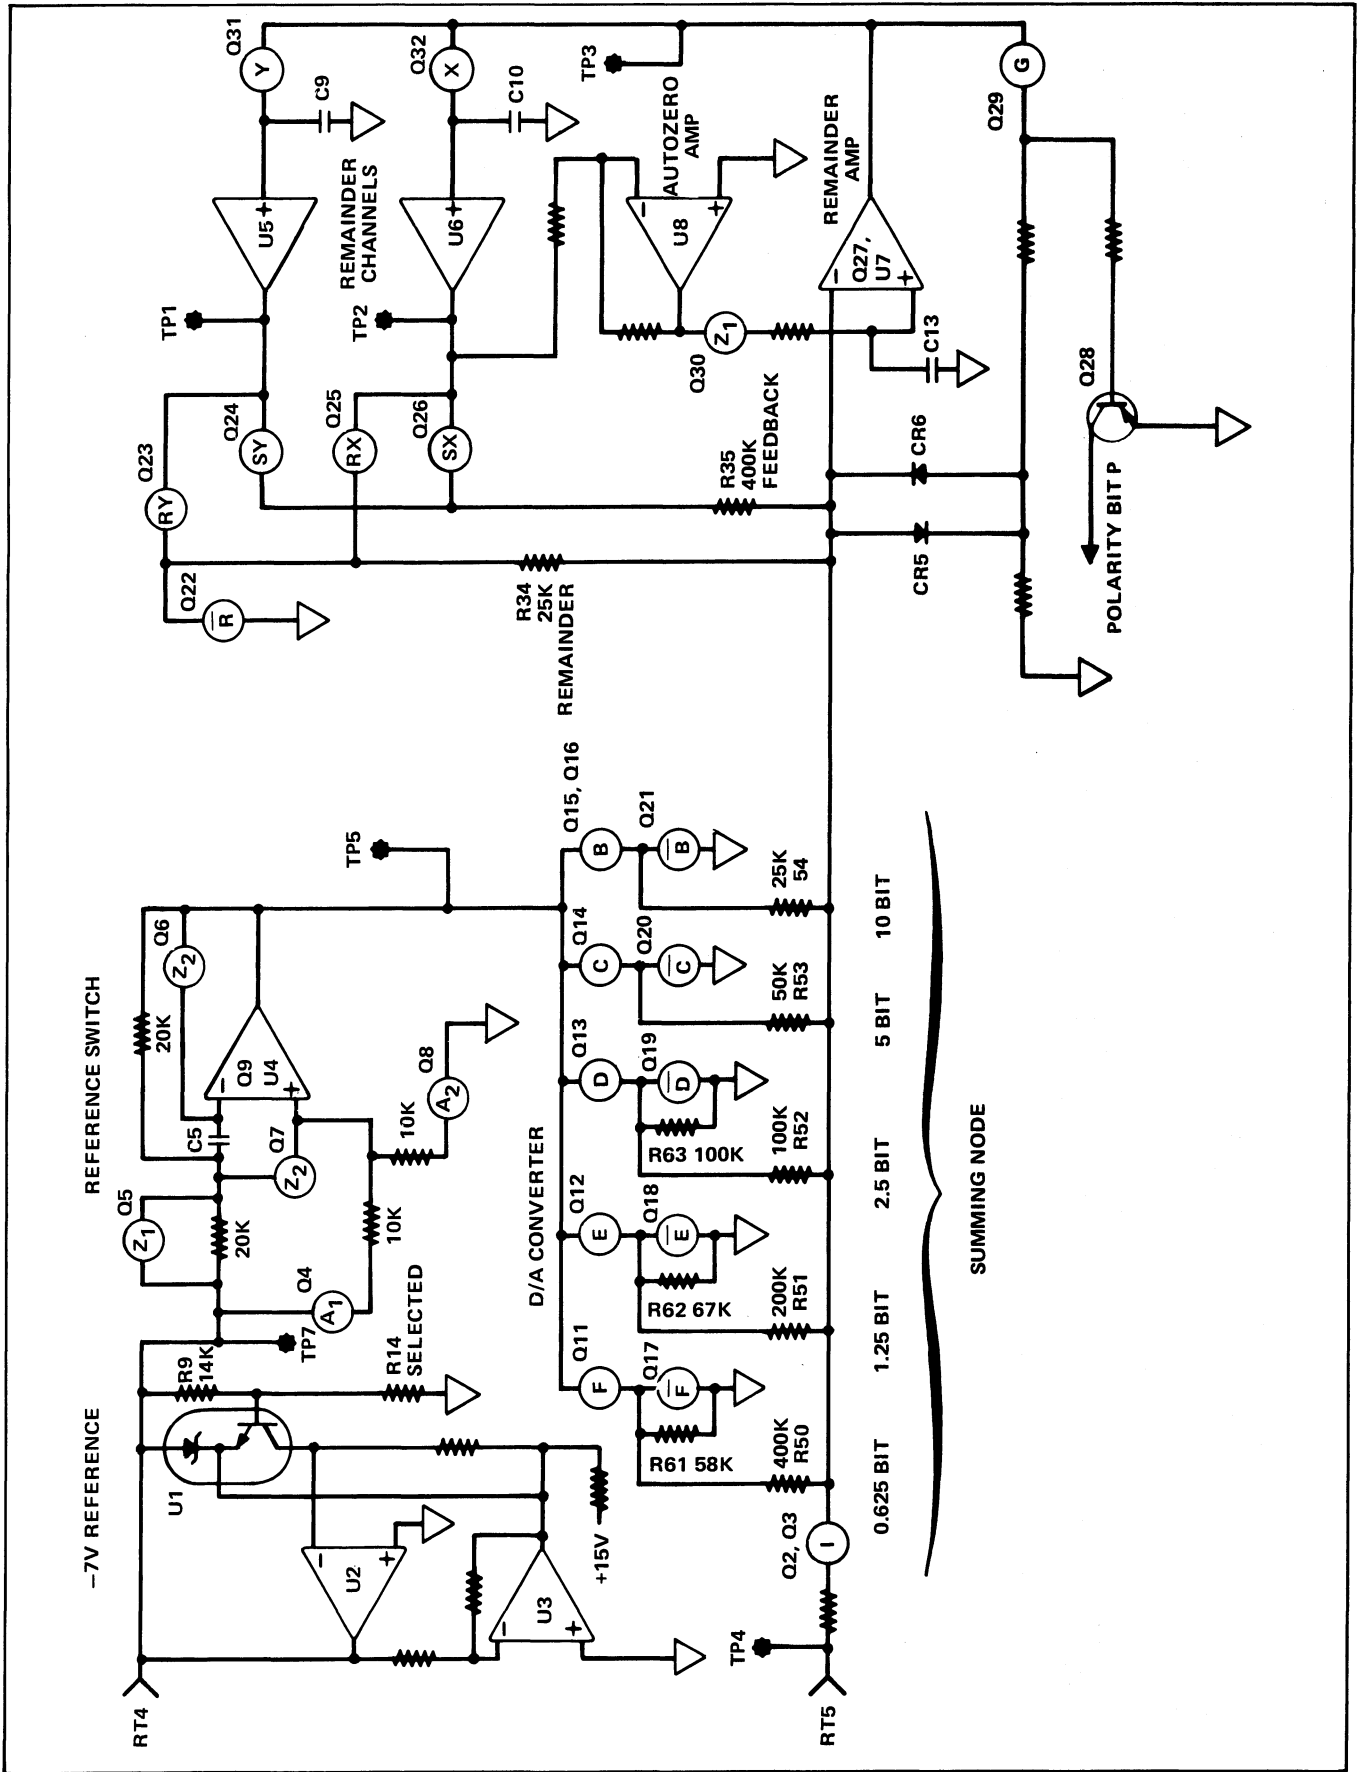 −7V REFERENCE
REFERENCE SWITCH
RT4
U1
R9
14K
R14
SELECTED
TP7
U2
U3
+15V
Q5
Z1
20K
Q4
A1
10K
20K
C5
Q7
Z2
Q6
Z2
Q9
U4
−
+
10K
Q8
A2
TP5
D/A CONVERTER
Q11
F
Q12
E
Q13
D
Q14
C
Q15, Q16
B
Q17
F
Q18
E
Q19
D
Q20
C
Q21
B
R61 58K
R62 67K
R63 100K
400K
R50
200K
R51
100K
R52
50K
R53
25K
54
TP4
RT5
Q2, Q3
I
0.625 BIT
1.25 BIT
2.5 BIT
5 BIT
10 BIT
SUMMING NODE
Q22
R
Q23
RY
Q24
SY
Q25
RX
Q26
SX
TP1
TP2
U5
+
U6
+
REMAINDER
CHANNELS
C9
C10
Q31
Y
Q32
X
TP3
R34
25K
REMAINDER
R35
400K
FEEDBACK
Q30
Z1
U8
−
+
AUTOZERO
AMP
Q27,
U7
−
+
REMAINDER
AMP
C13
CR5
CR6
Q29
G
Q28
POLARITY BIT P